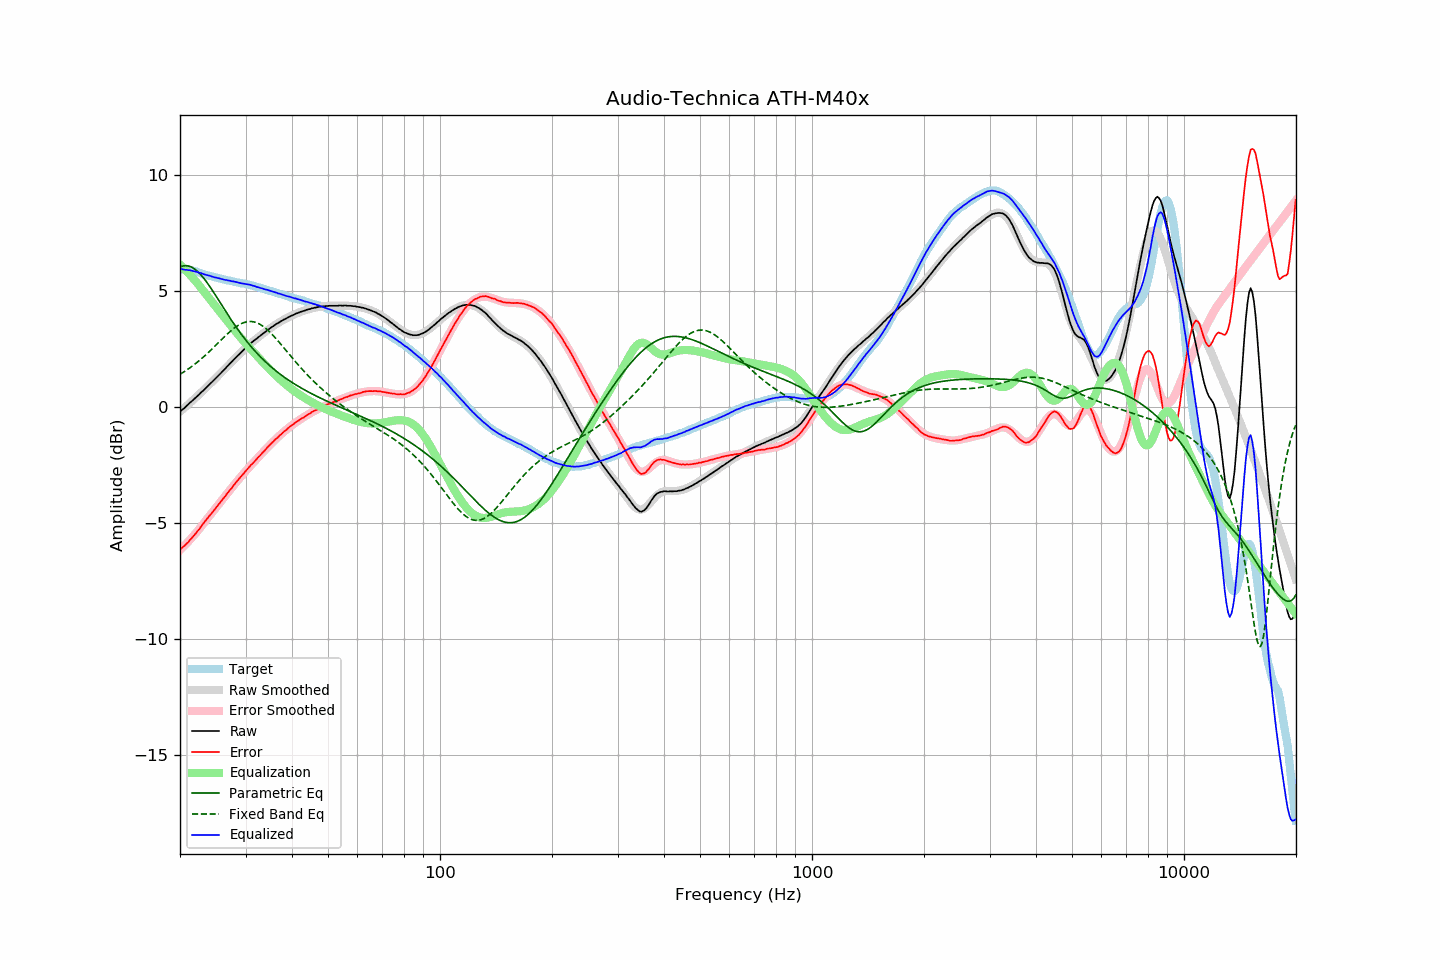 Audio-Technica ATH-M40x
Amplitude (dBr)
10
5
0
−5
−10
−15
Target
Raw Smoothed
Error Smoothed
Raw
Error
Equalization
Parametric Eq
Fixed Band Eq
Equalized
100
1000
10000
Frequency (Hz)